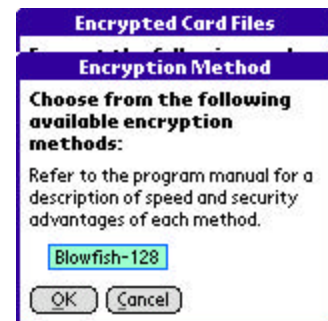 Encrypted Card Files
Encryption Method
Choose from the following
available encryption
methods:
Refer to the program manual for a
description of speed and security
advantages of each method.
Blowfish-128
OK Cancel